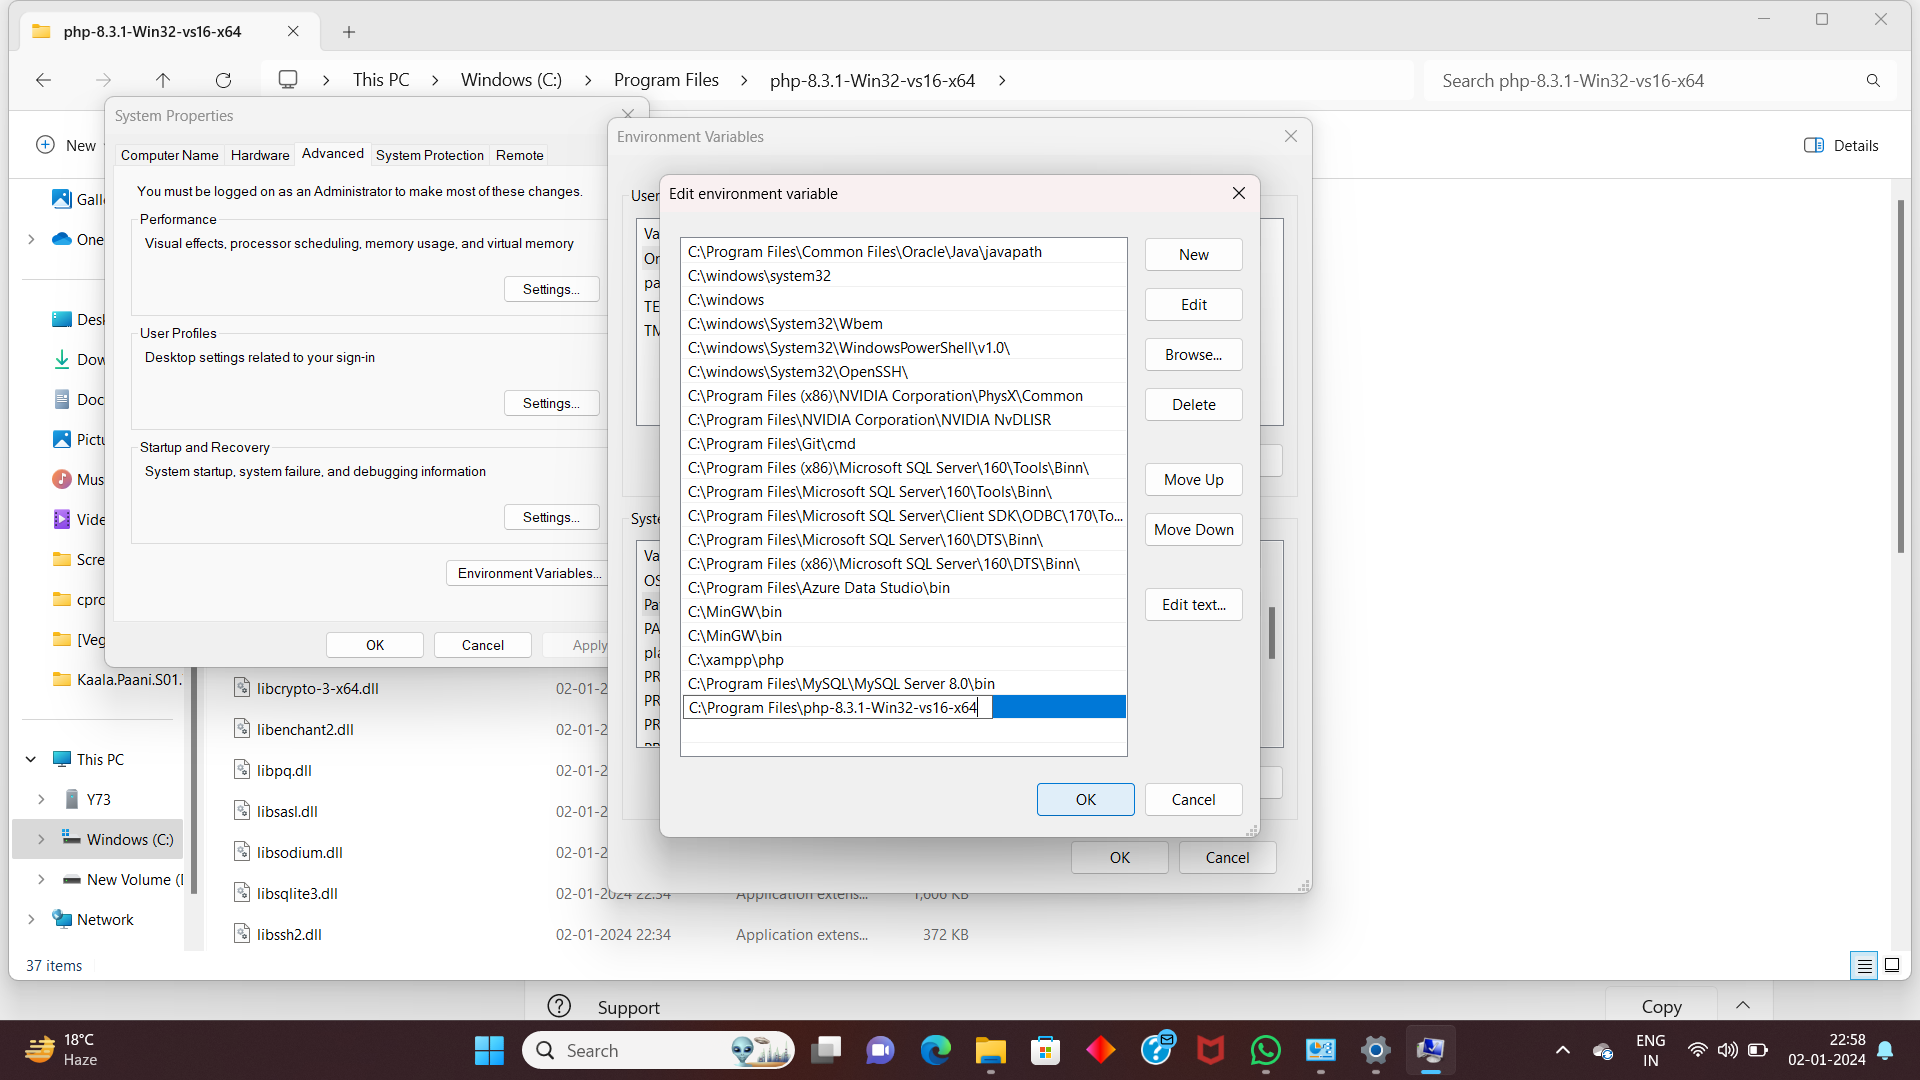 php-8.3.1-Win32-vs16-x64
This PC
Windows (C:)
Program Files
php-8.3.1-Win32-vs16-x64
Search php-8.3.1-Win32-vs16-x64
New
Details
System Properties
Computer Name
Hardware
Advanced
System Protection
Remote
You must be logged on as an Administrator to make most of these changes.
Performance
Visual effects, processor scheduling, memory usage, and virtual memory
Settings...
User Profiles
Desktop settings related to your sign-in
Settings...
Startup and Recovery
System startup, system failure, and debugging information
Settings...
Environment Variables...
OK
Cancel
Apply
Environment Variables
User
Va
Or
pa
TE
TM
Syste
Va
OS
Pa
PA
pla
PR
PR
PR
Edit environment variable
C:\Program Files\Common Files\Oracle\Java\javapath
C:\windows\system32
C:\windows
C:\windows\System32\Wbem
C:\windows\System32\WindowsPowerShell\v1.0\
C:\windows\System32\OpenSSH\
C:\Program Files (x86)\NVIDIA Corporation\PhysX\Common
C:\Program Files\NVIDIA Corporation\NVIDIA NvDLISR
C:\Program Files\Git\cmd
C:\Program Files (x86)\Microsoft SQL Server\160\Tools\Binn\
C:\Program Files\Microsoft SQL Server\160\Tools\Binn\
C:\Program Files\Microsoft SQL Server\Client SDK\ODBC\170\To...
C:\Program Files\Microsoft SQL Server\160\DTS\Binn\
C:\Program Files (x86)\Microsoft SQL Server\160\DTS\Binn\
C:\Program Files\Azure Data Studio\bin
C:\MinGW\bin
C:\MinGW\bin
C:\xampp\php
C:\Program Files\MySQL\MySQL Server 8.0\bin
C:\Program Files\php-8.3.1-Win32-vs16-x64
New
Edit
Browse...
Delete
Move Up
Move Down
Edit text...
OK
Cancel
OK
Cancel
Gall
One
Desk
Dow
Doc
Pictu
Mus
Vide
Scre
cpro
[Veg
Kaala.Paani.S01.
This PC
Y73
Windows (C:)
New Volume (I
Network
libcrypto-3-x64.dll 02-01-2
libenchant2.dll 02-01-2
libpq.dll 02-01-2
libsasl.dll 02-01-2
libsodium.dll 02-01-2
libsqlite3.dll 02-01-2024 22:34 Application extens... 1,606 KB
libssh2.dll 02-01-2024 22:34 Application extens... 372 KB
37 items
Support
Copy
18°C
Haze
Search
ENG
IN
22:58
02-01-2024